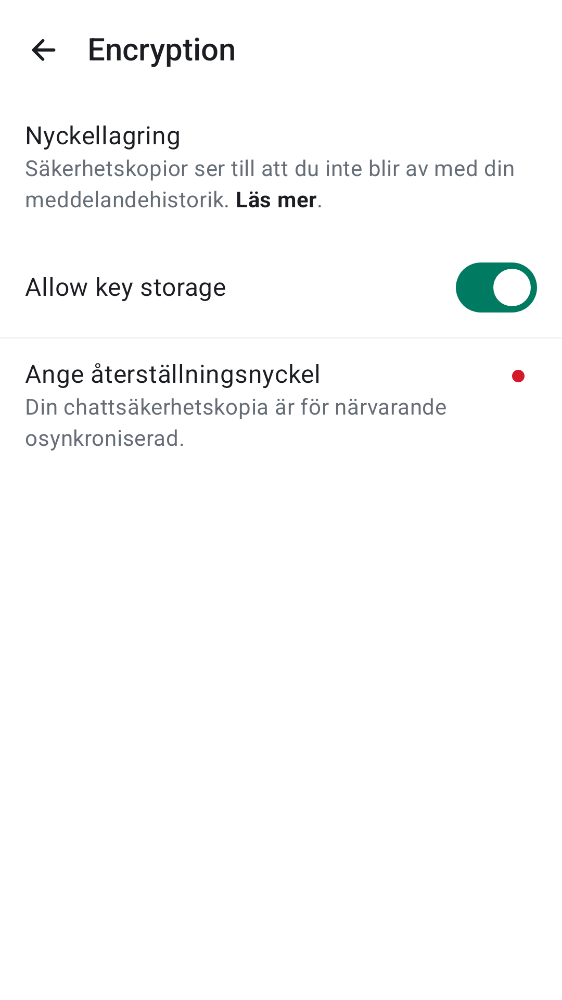 Encryption
Nyckellagring
Säkerhetskopior ser till att du inte blir av med din
meddelandehistorik. Läs mer.
Allow key storage
Ange återställningsnyckel
Din chattsäkerhetskopia är för närvarande
osynkroniserad.